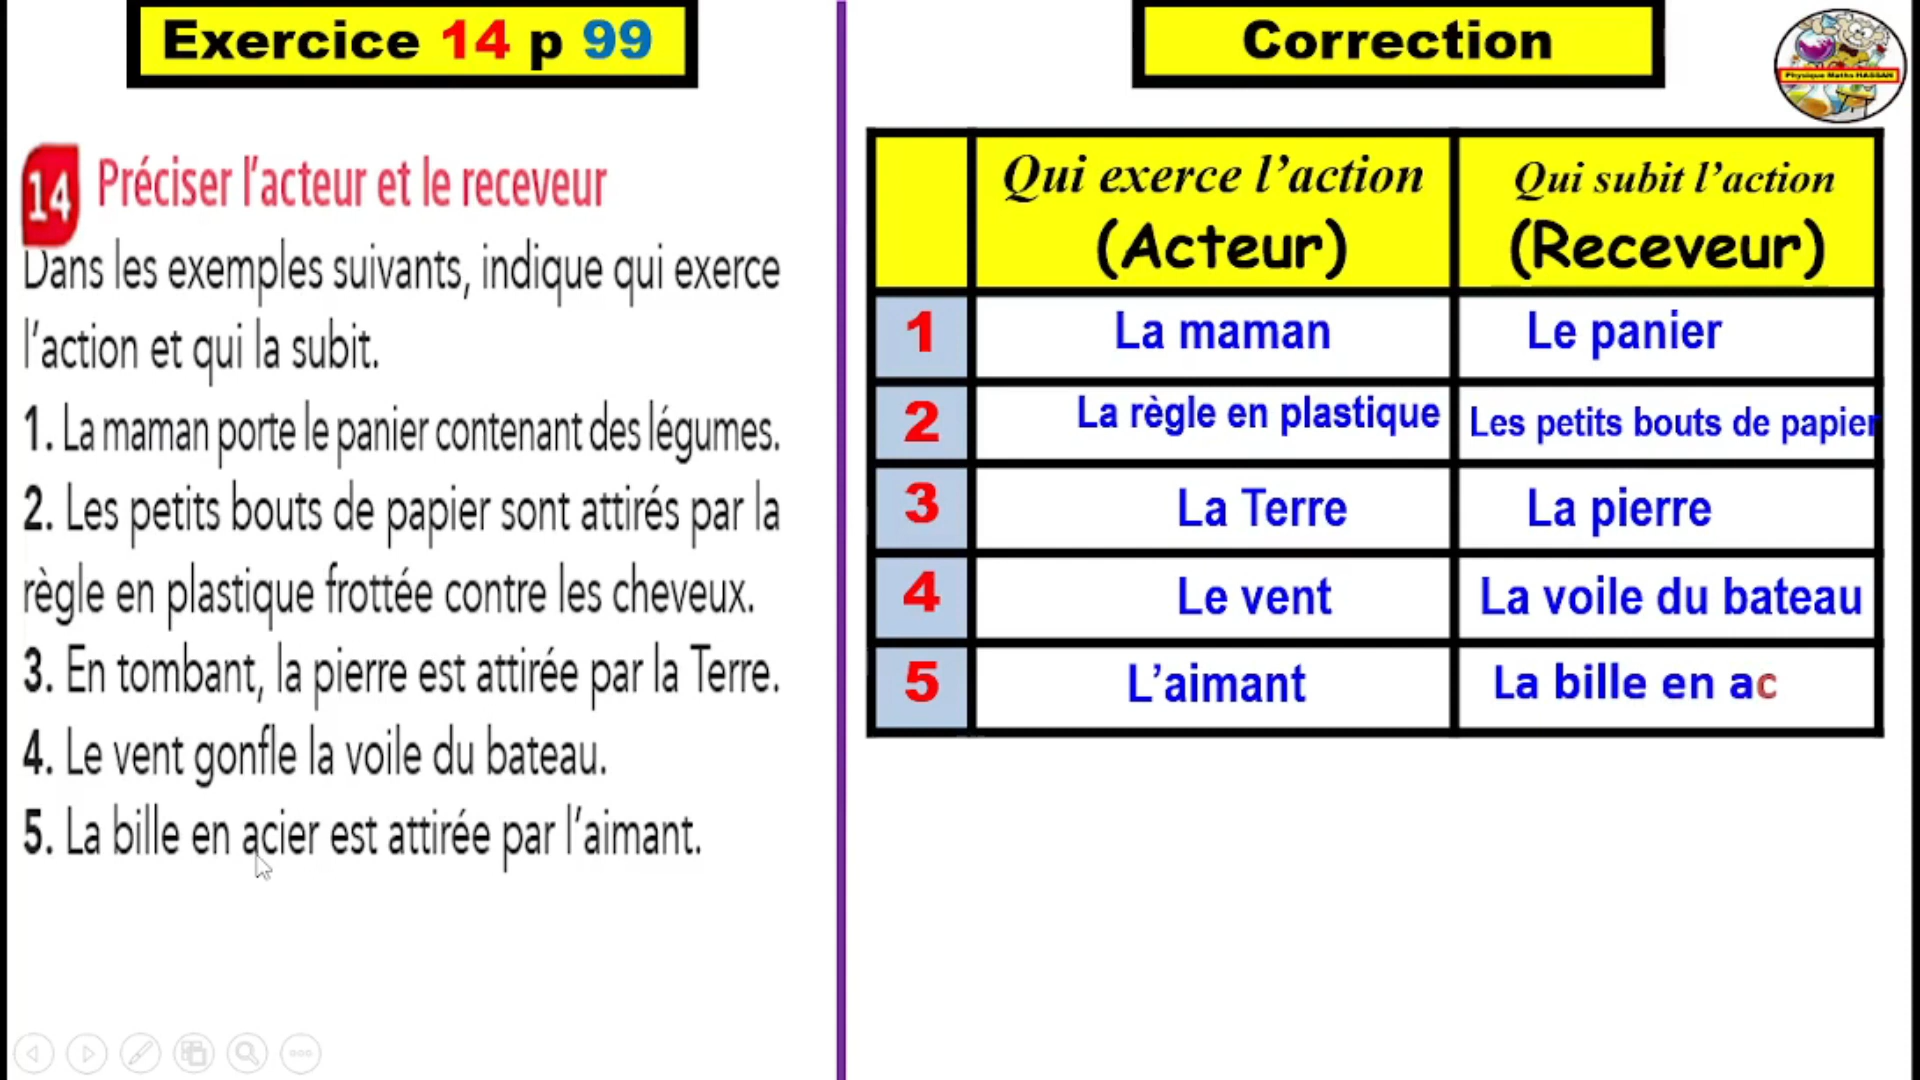 Exercice 14 p 99
14 Préciser l'acteur et le receveur
Dans les exemples suivants, indique qui exerce
l'action et qui la subit.
1. La maman porte le panier contenant des légumes.
2. Les petits bouts de papier sont attirés par la
règle en plastique frottée contre les cheveux.
3. En tombant, la pierre est attirée par la Terre.
4. Le vent gonfle la voile du bateau.
5. La bille en acier est attirée par l'aimant.
Correction
Physique Maths HASSAN
Qui exerce l'action Qui subit l'action
(Acteur) (Receveur)
1 La maman Le panier
2 La règle en plastique Les petits bouts de papier
3 La Terre La pierre
4 Le vent La voile du bateau
5 L'aimant La bille en ac